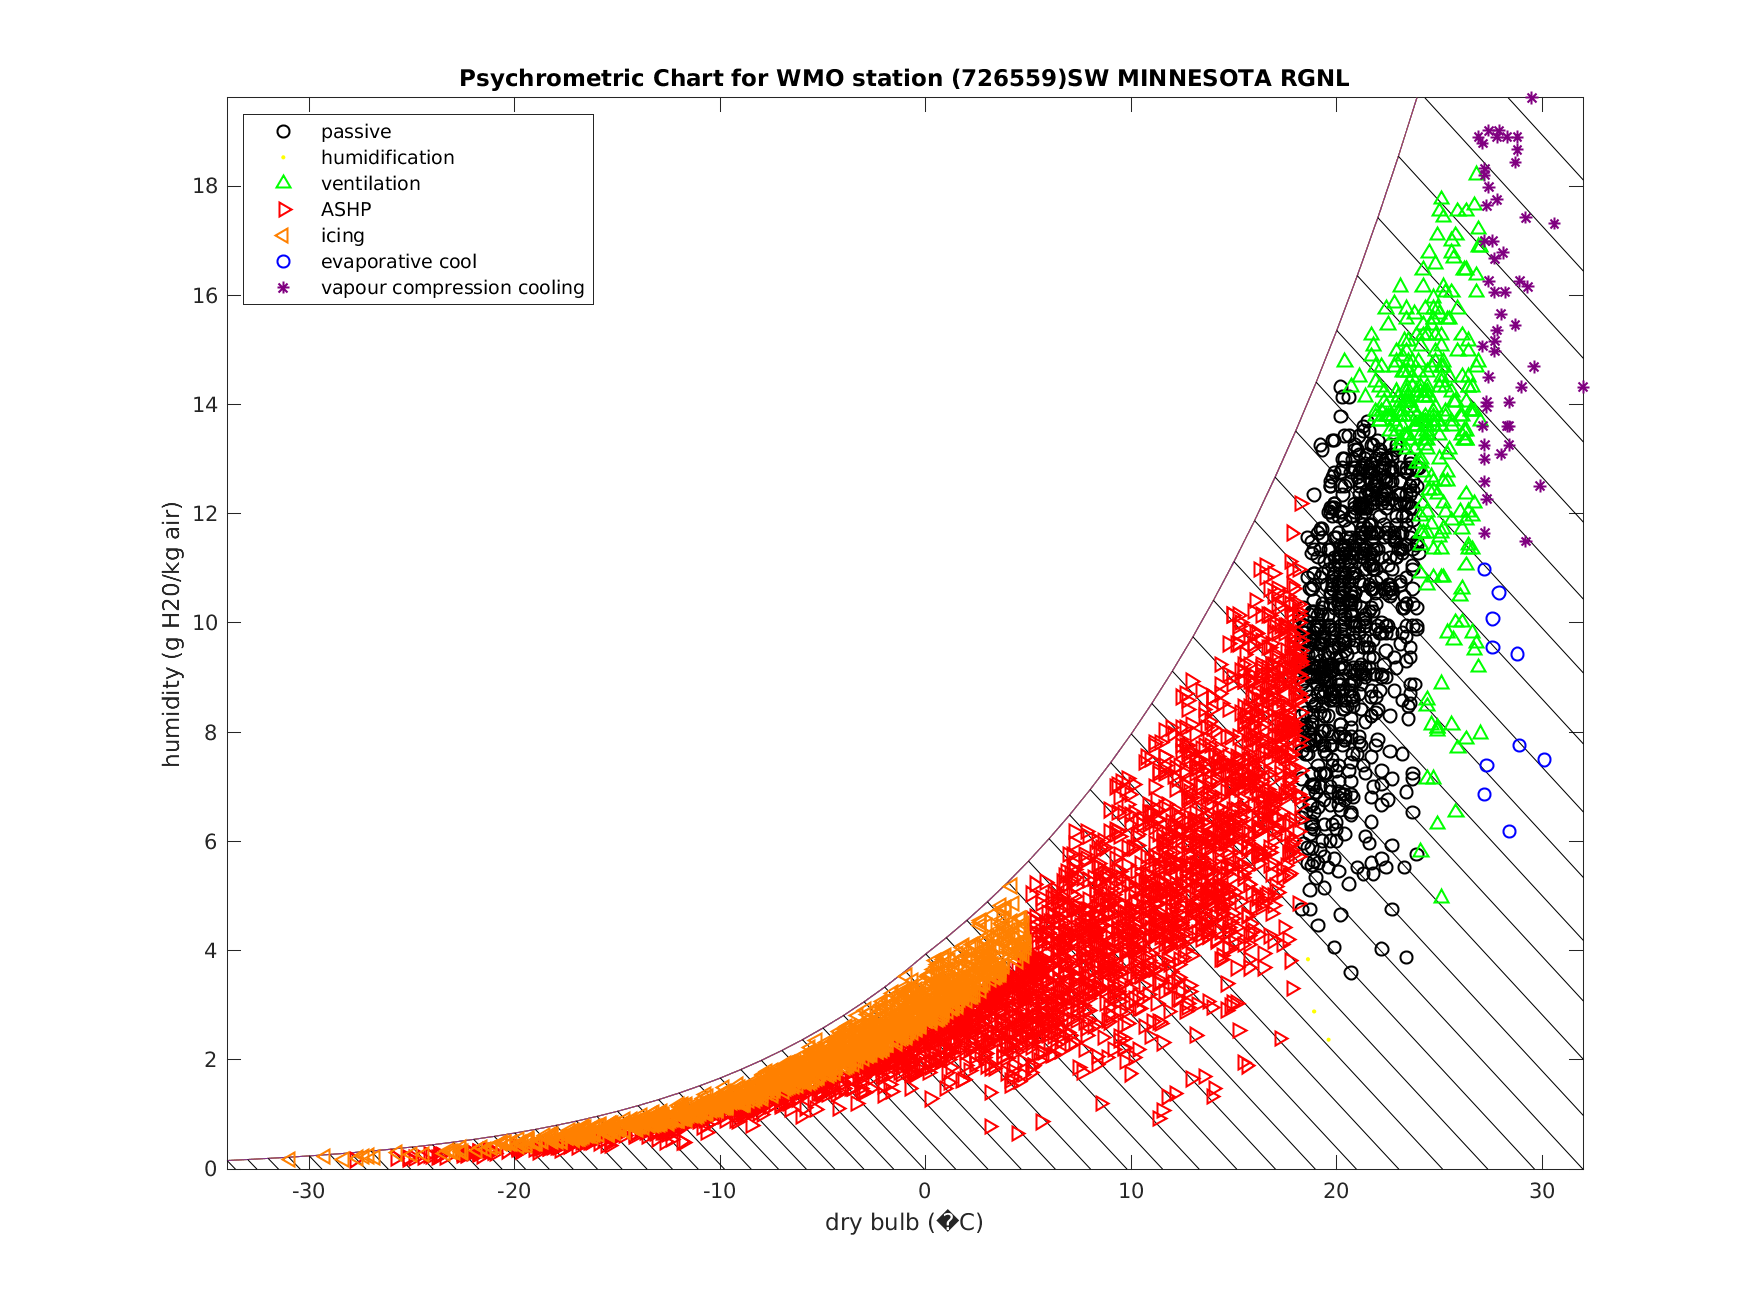 Psychrometric Chart for WMO station (726559)SW MINNESOTA RGNL
passive
humidification
ventilation
ASHP
icing
evaporative cool
vapour compression cooling
humidity (g H20/kg air)
18
16
14
12
10
8
6
4
2
0
-30
-20
-10
0
10
20
30
dry bulb (�C)